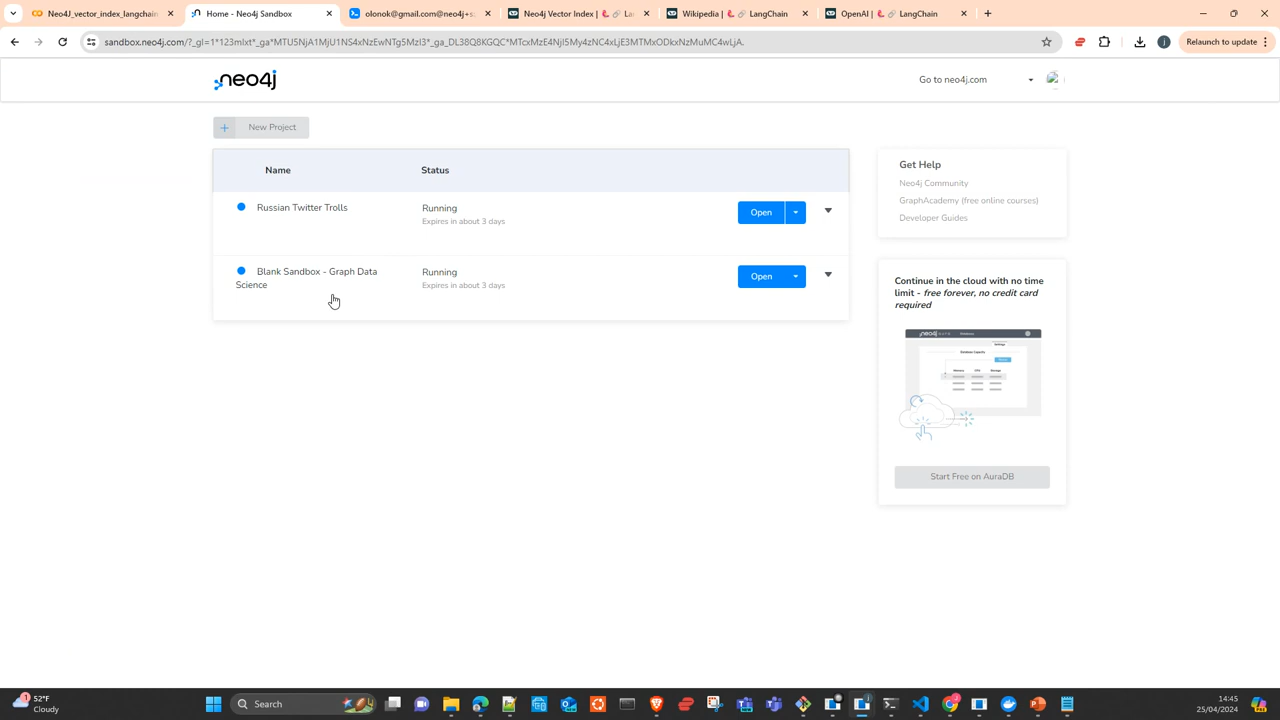 Neo4J_vector_index_langchain
Home - Neo4j Sandbox
olonok@gmail.com@neo4j+s:
Neo4j Vector Index | 🦜️🔗 La
Wikipedia | 🦜️🔗 LangChain
OpenAI | 🦜️🔗 LangChain
Relaunch to update
neo4j
Go to neo4j.com
New Project
Name
Status
Russian Twitter Trolls
Running
Expires in about 3 days
Open
Blank Sandbox - Graph Data
Science
Running
Expires in about 3 days
Open
Get Help
Neo4j Community
GraphAcademy (free online courses)
Developer Guides
Continue in the cloud with no time
limit - free forever, no credit card
required
Start Free on AuraDB
52°F
Cloudy
Search
14:45
25/04/2024